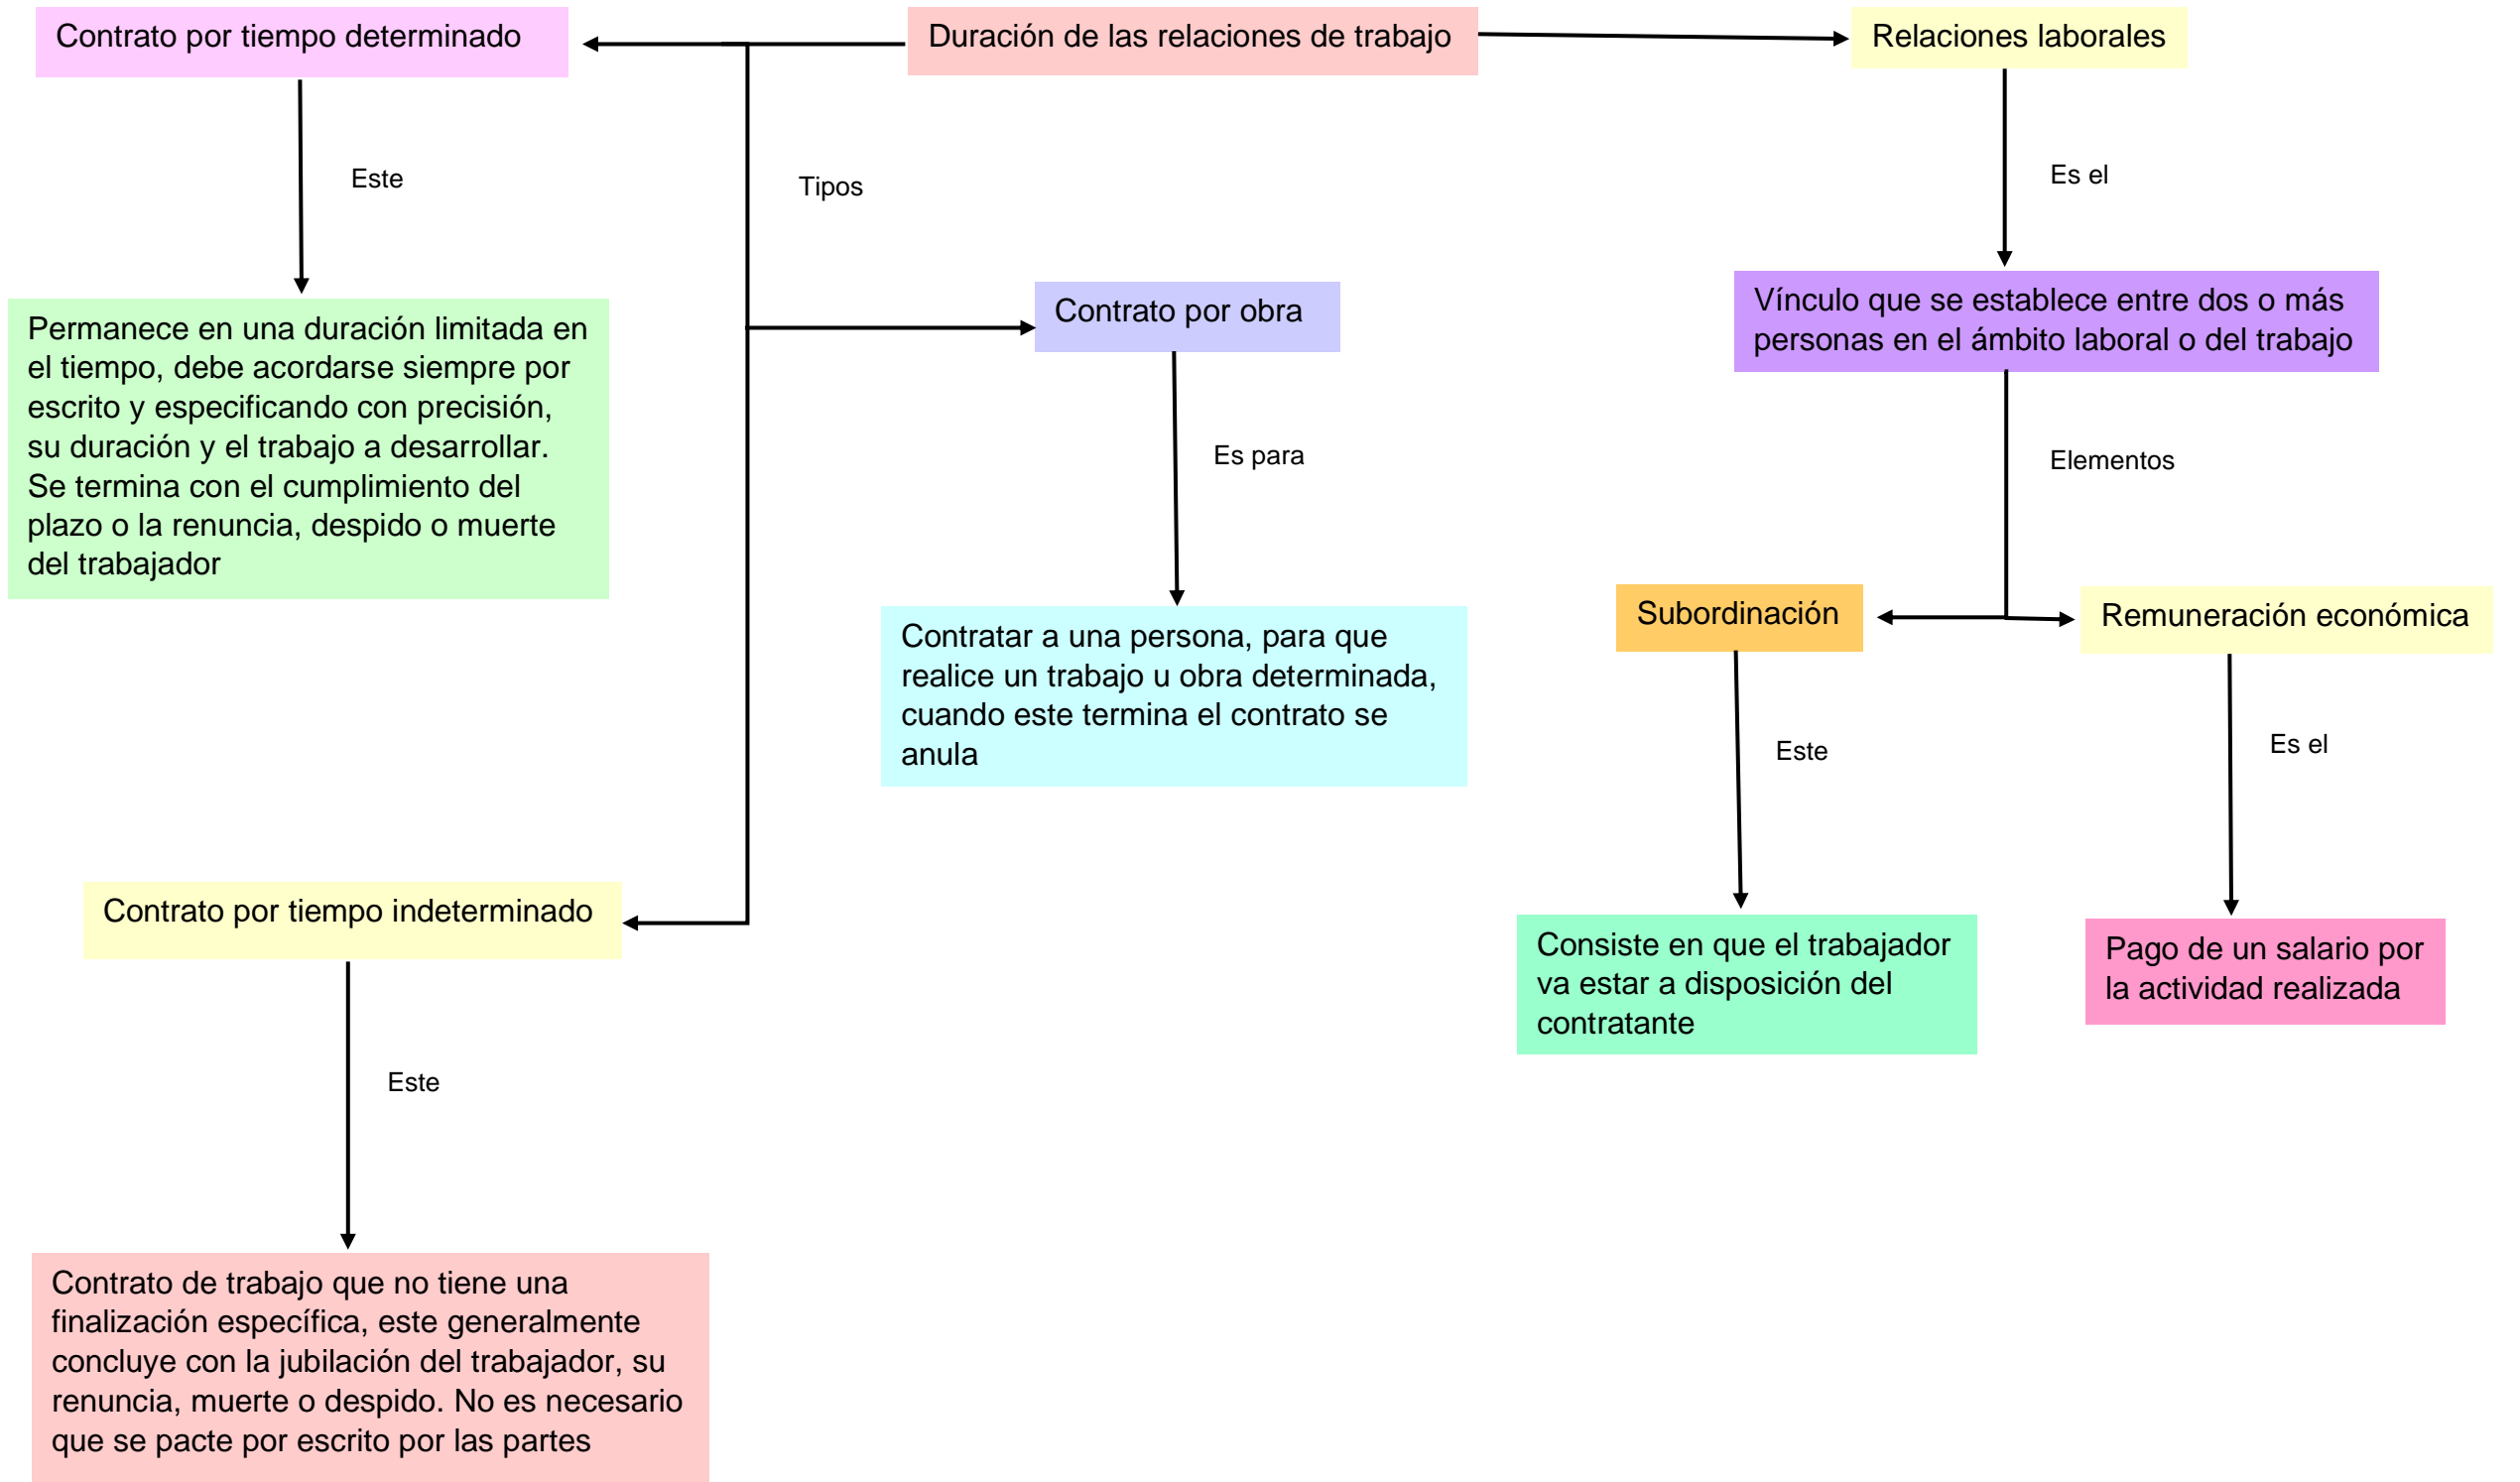 Contrato por tiempo determinado
Duración de las relaciones de trabajo
Relaciones laborales
Este
Tipos
Es el
Permanece en una duración limitada en
el tiempo, debe acordarse siempre por
escrito y especificando con precisión,
su duración y el trabajo a desarrollar.
Se termina con el cumplimiento del
plazo o la renuncia, despido o muerte
del trabajador
Contrato por obra
Vínculo que se establece entre dos o más
personas en el ámbito laboral o del trabajo
Es para
Elementos
Contratar a una persona, para que
realice un trabajo u obra determinada,
cuando este termina el contrato se
anula
Subordinación
Remuneración económica
Este
Es el
Contrato por tiempo indeterminado
Consiste en que el trabajador
va estar a disposición del
contratante
Pago de un salario por
la actividad realizada
Este
Contrato de trabajo que no tiene una
finalización específica, este generalmente
concluye con la jubilación del trabajador, su
renuncia, muerte o despido. No es necesario
que se pacte por escrito por las partes